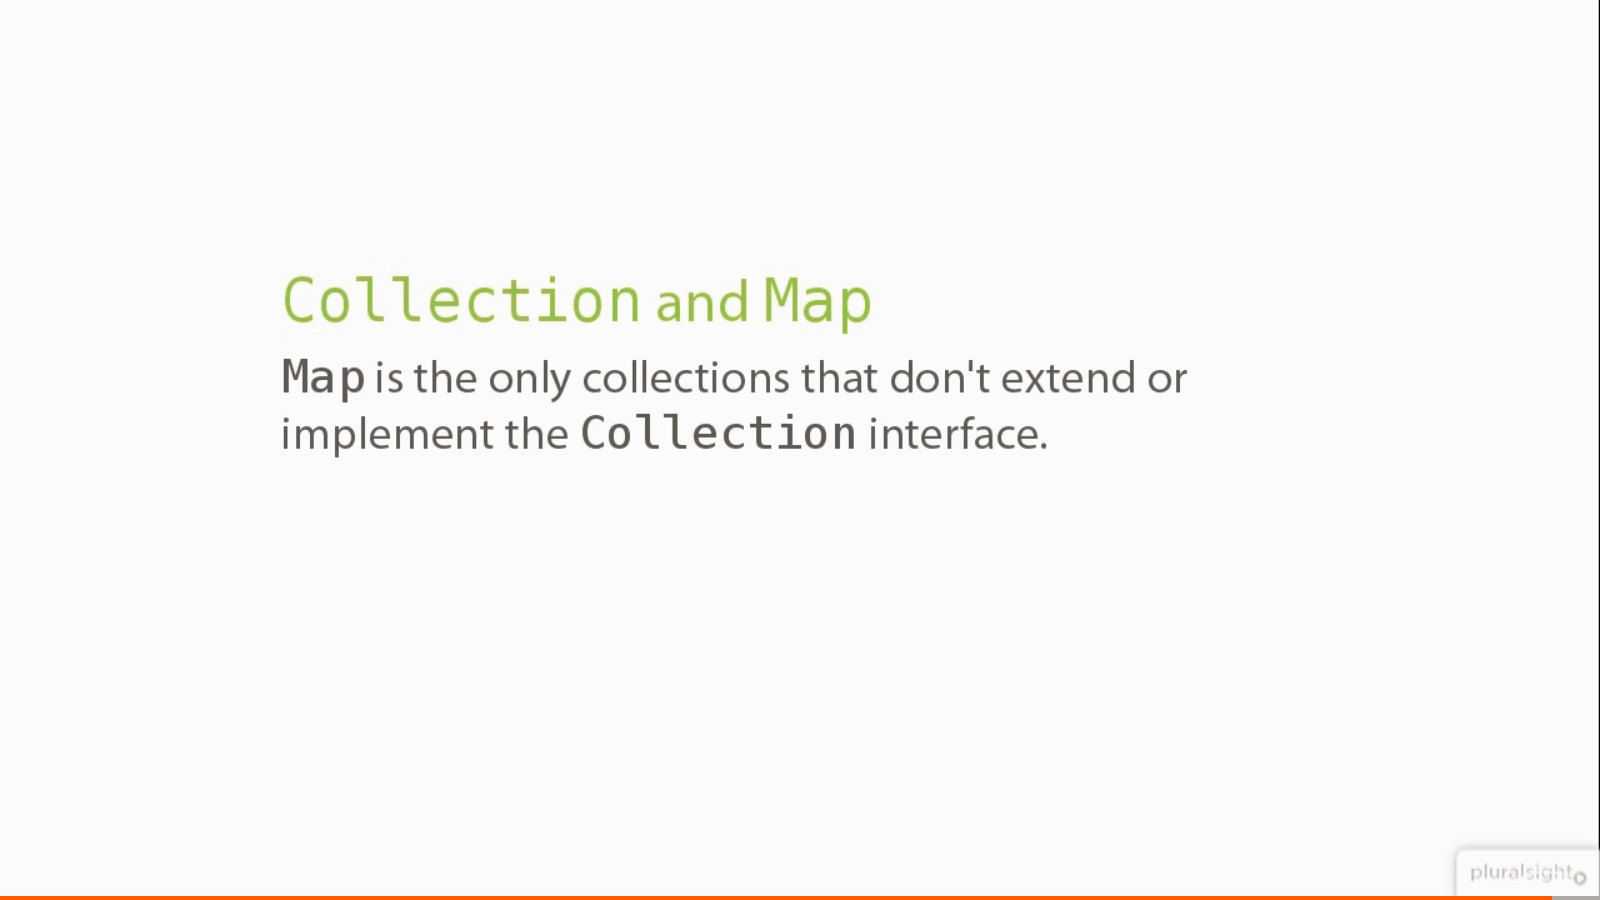 Collection and Map
Map is the only collections that don't extend or
implement the Collection interface.
pluralsight